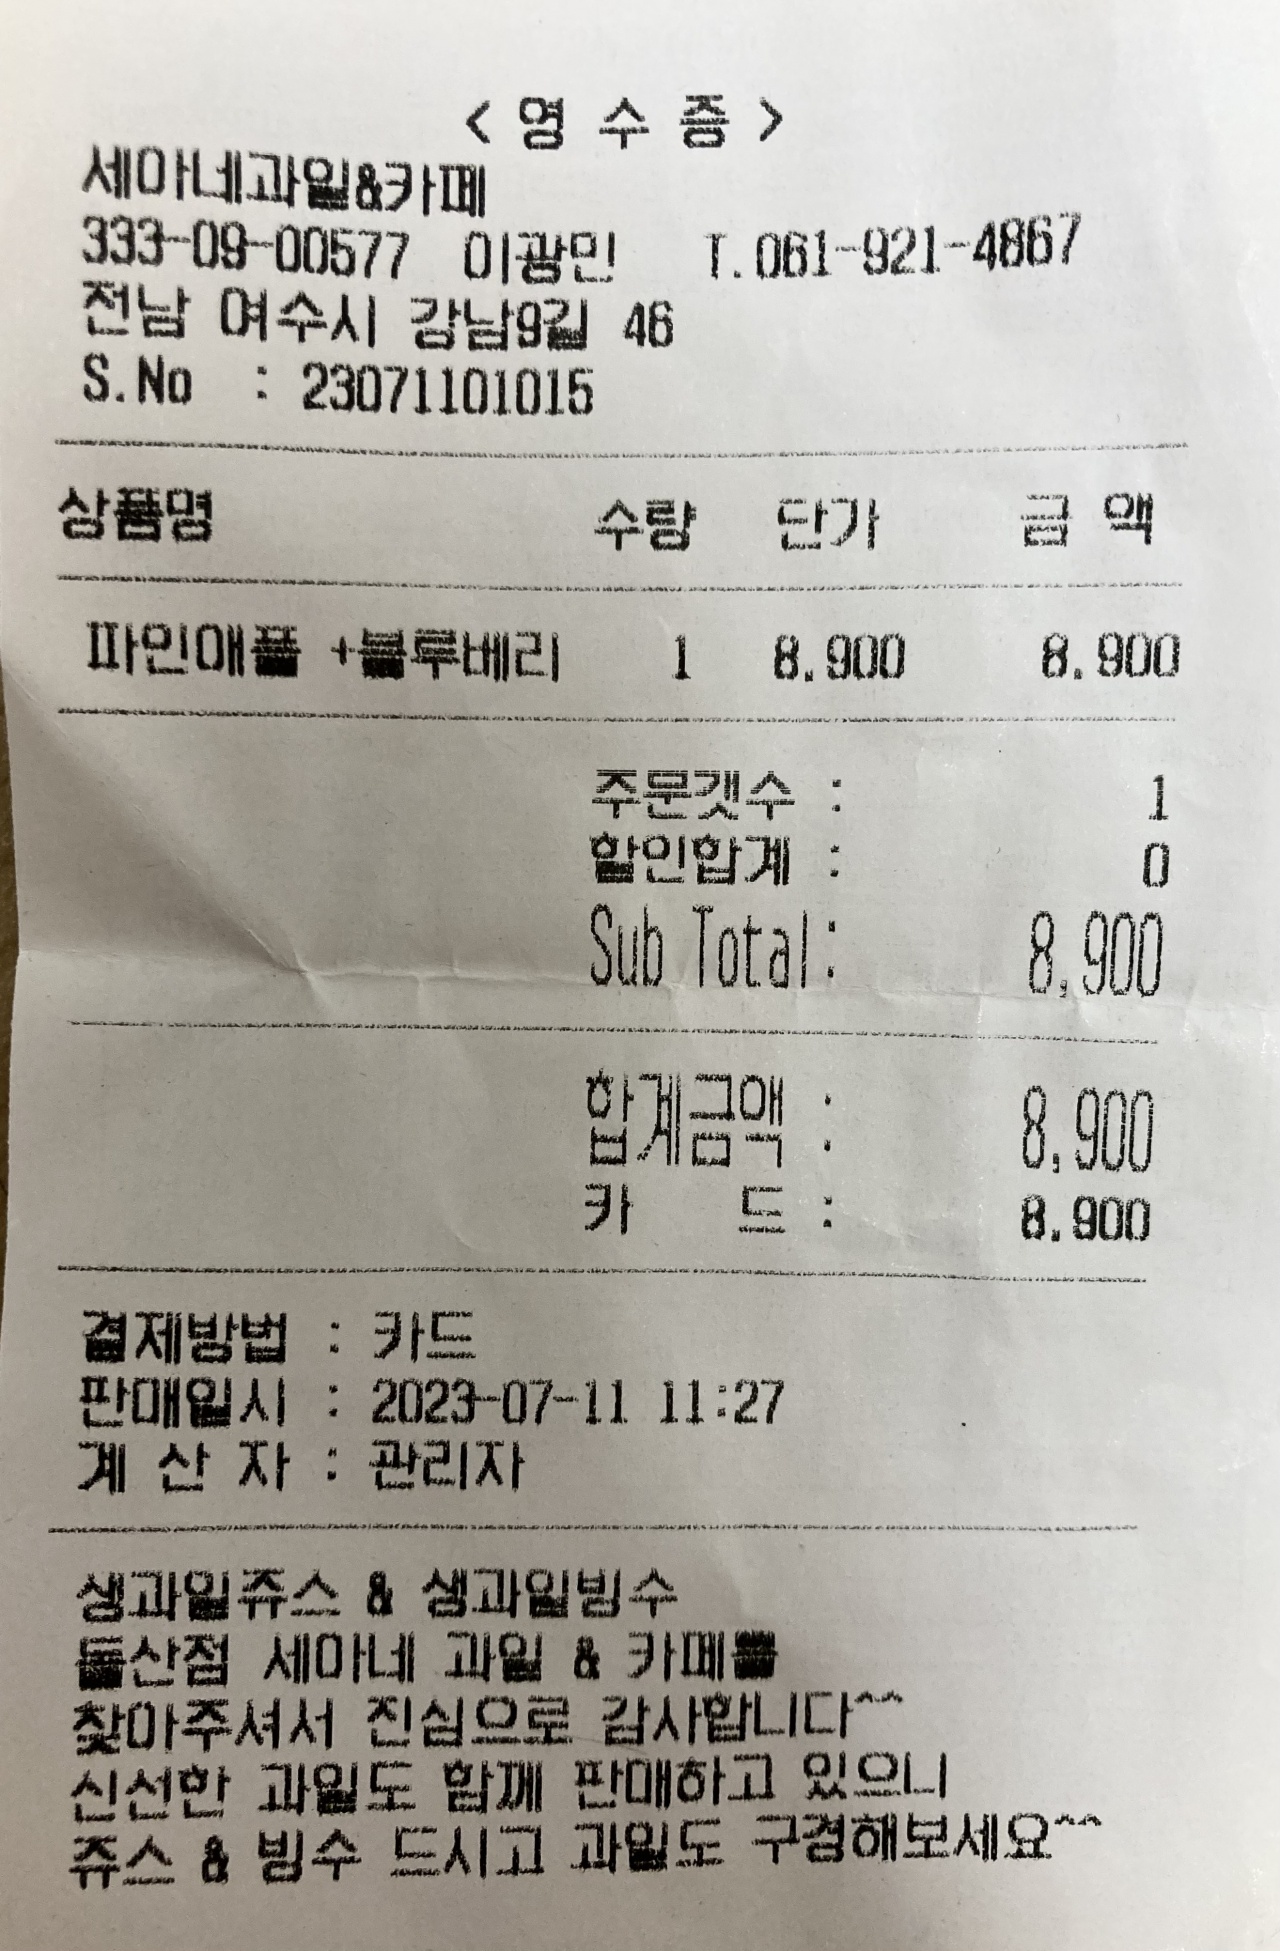 < 영 수 증 >
세아네과일&카페
333-09-00577 이광민 T.061-921-4867
전남 여수시 강남9길 46
S.No : 23071101015
상품명 수량 단가 금 액
파인애플 +블루베리 1 8.900 8.900
주문갯수 : 1
할인합계 : 0
Sub Total: 8,900
합계금액 : 8,900
카 드 : 8.900
결제방법 : 카드
판매일시 : 2023-07-11 11:27
계 산 자 : 관리자
생과일쥬스 & 생과일빙수
돌산점 세아네 과일 & 카페를
찾아주셔서 진심으로 감사합니다^^
신선한 과일도 함께 판매하고 있으니
쥬스 & 빙수 드시고 과일도 구경해보세요^^